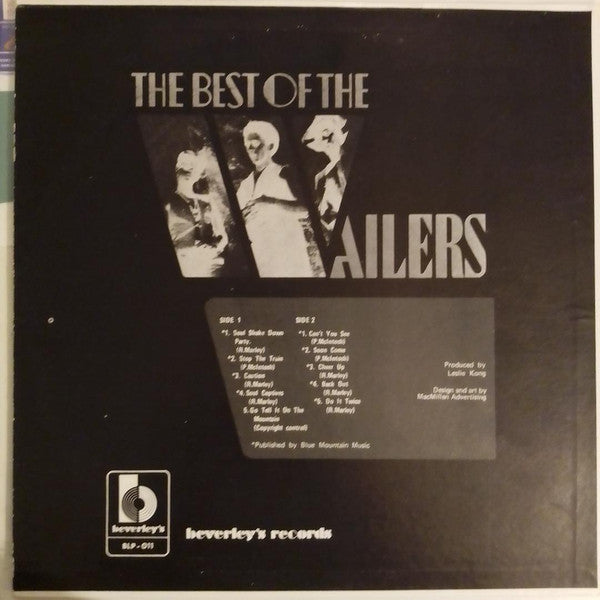 THE BEST OF THE
WAILERS
SIDE 1
*1. Soul Shake Down
Party.
(R.Marley)
*2. Stop The Train
(P.McIntosh)
*3. Caution
(R.Marley)
*4.Soul Captives
(R.Marley)
5.Go Tell It On The
Mountain
(Copyright control)
SIDE 2
*1. Can't You See
(P.McIntosh)
*2. Soon Come
(P.McIntosh)
*3. Cheer Up
(R.Marley)
*4. Back Out
(R.Marley)
*5. Do It Twice
(R.Marley)
*Published by Blue Mountain Music
Produced by
Leslie Kong
Design and art by
MacMillan Advertising
b
beverley's
BLP - 011
beverley's records